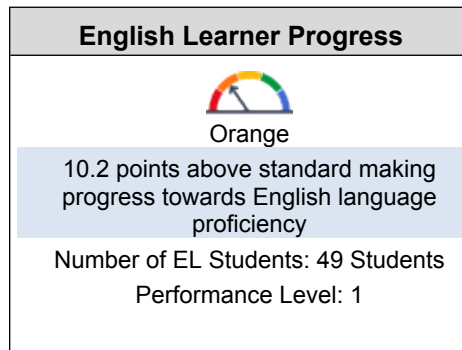 English Learner Progress
Orange
10.2 points above standard making
progress towards English language
proficiency
Number of EL Students: 49 Students
Performance Level: 1